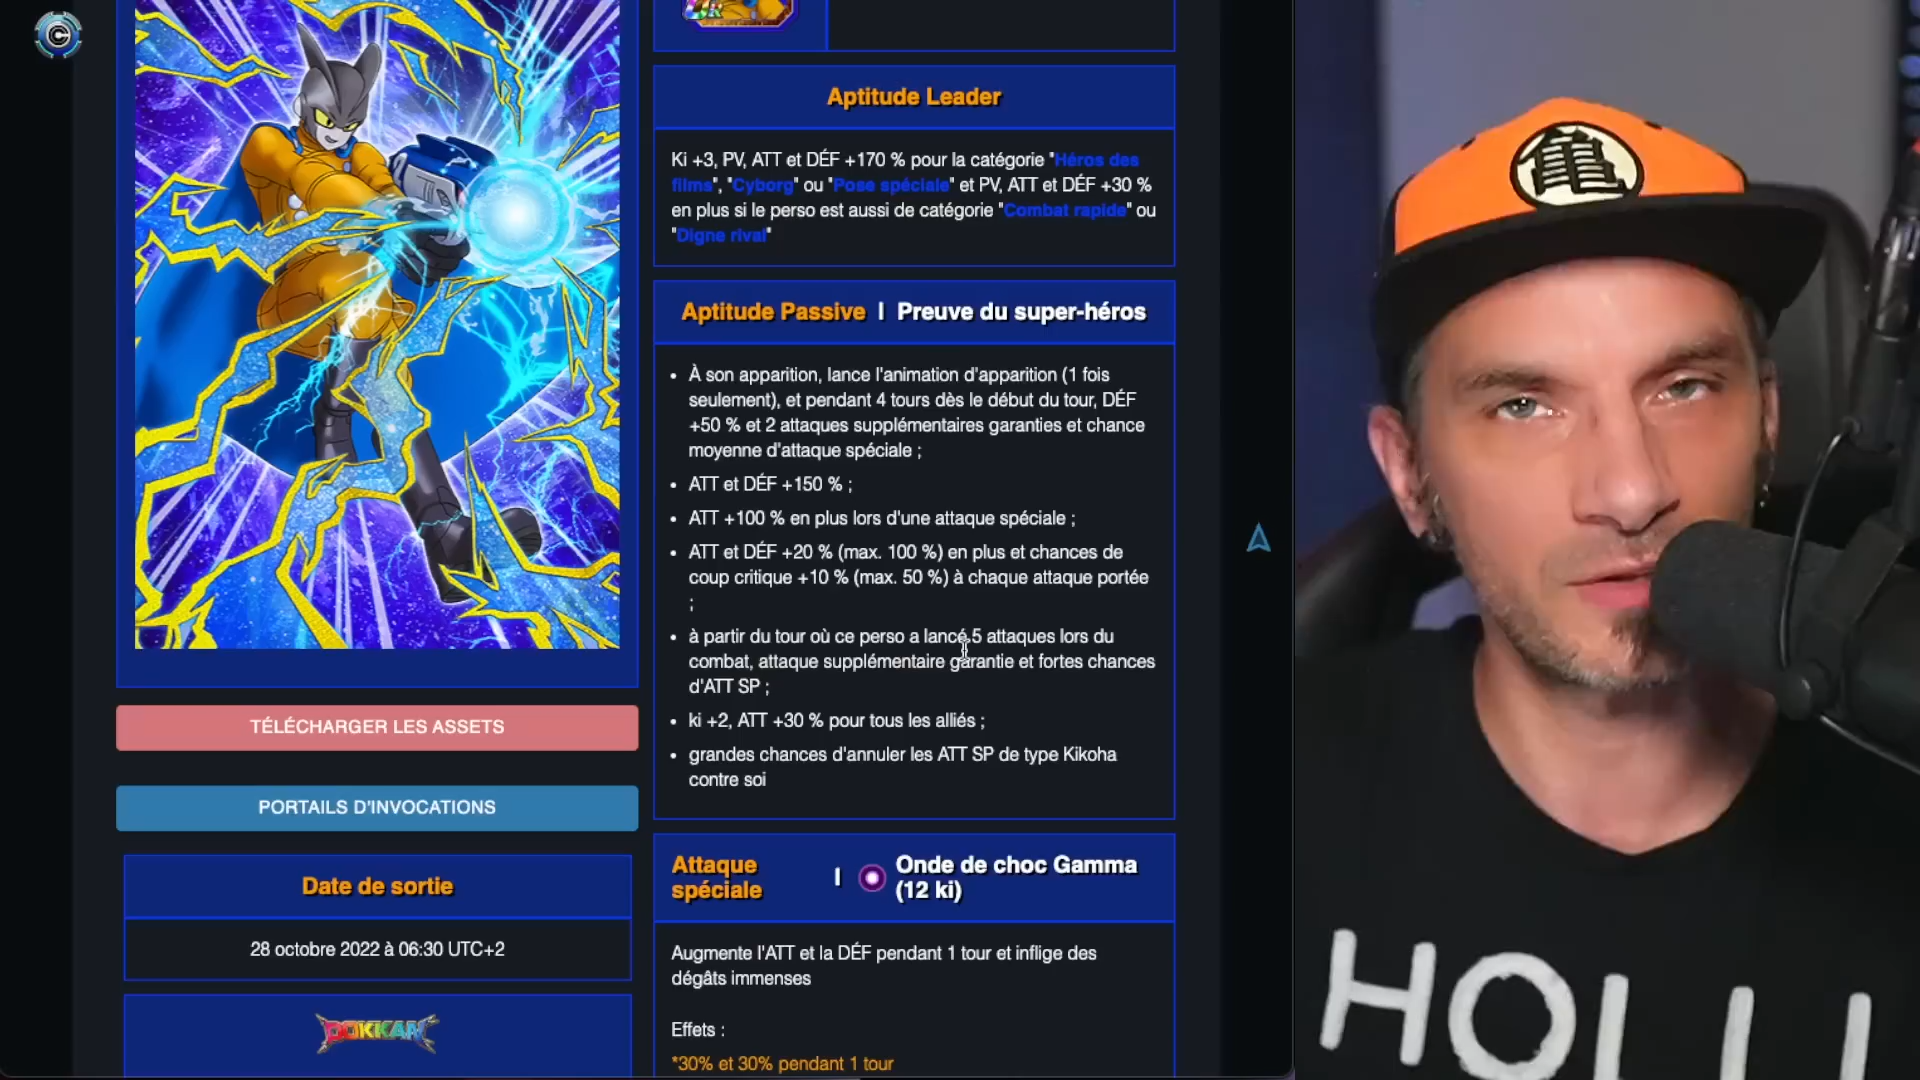 Aptitude Leader
Ki +3, PV, ATT et DÉF +170 % pour la catégorie "Héros des
films", "Cyborg" ou "Pose spéciale" et PV, ATT et DÉF +30 %
en plus si le perso est aussi de catégorie "Combat rapide" ou
"Digne rival"
Aptitude Passive | Preuve du super-héros
• À son apparition, lance l'animation d'apparition (1 fois
seulement), et pendant 4 tours dès le début du tour, DÉF
+50 % et 2 attaques supplémentaires garanties et chance
moyenne d'attaque spéciale ;
• ATT et DÉF +150 % ;
• ATT +100 % en plus lors d'une attaque spéciale ;
• ATT et DÉF +20 % (max. 100 %) en plus et chances de
coup critique +10 % (max. 50 %) à chaque attaque portée
;
• à partir du tour où ce perso a lancé 5 attaques lors du
combat, attaque supplémentaire garantie et fortes chances
d'ATT SP ;
• ki +2, ATT +30 % pour tous les alliés ;
• grandes chances d'annuler les ATT SP de type Kikoha
contre soi
TÉLÉCHARGER LES ASSETS
PORTAILS D'INVOCATIONS
Date de sortie
28 octobre 2022 à 06:30 UTC+2
DOKKAN
Attaque
spéciale
|
Onde de choc Gamma
(12 ki)
Augmente l'ATT et la DÉF pendant 1 tour et inflige des
dégâts immenses
Effets :
*30% et 30% pendant 1 tour
亀